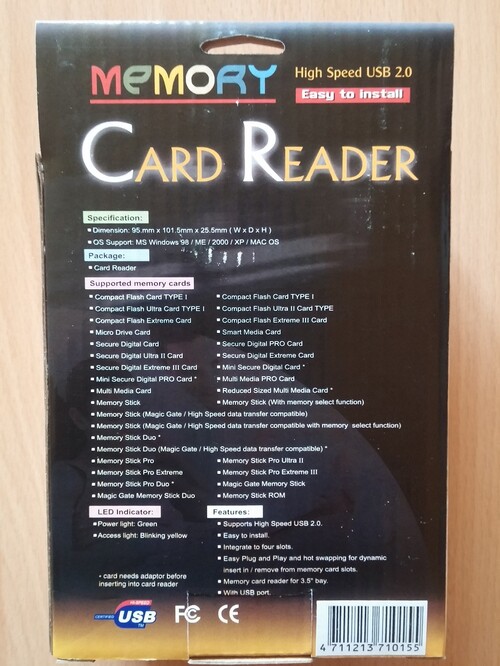 MeMORY
High Speed USB 2.0
Easy to install
CARD READER
Specification:
Dimension: 95.mm x 101.5mm x 25.5mm ( W x D x H )
OS Support: MS Windows 98 / ME / 2000 / XP / MAC OS
Package:
Card Reader
Supported memory cards
Compact Flash Card TYPE I
Compact Flash Card TYPE I
Compact Flash Ultra Card TYPE I
Compact Flash Ultra II Card TYPE
Compact Flash Extreme Card
Compact Flash Extreme III Card
Micro Drive Card
Smart Media Card
Secure Digital Card
Secure Digital PRO Card
Secure Digital Ultra II Card
Secure Digital Extreme Card
Secure Digital Extreme III Card
Mini Secure Digital Card *
Mini Secure Digital PRO Card *
Multi Media PRO Card
Multi Media Card
Reduced Sized Multi Media Card *
Memory Stick
Memory Stick (With memory select function)
Memory Stick (Magic Gate / High Speed data transfer compatible)
Memory Stick (Magic Gate / High Speed data transfer compatible with memory select function)
Memory Stick Duo *
Memory Stick Duo (Magic Gate / High Speed data transfer compatible) *
Memory Stick Pro
Memory Stick Pro Ultra II
Memory Stick Pro Extreme
Memory Stick Pro Extreme III
Memory Stick Pro Duo *
Magic Gate Memory Stick
Magic Gate Memory Stick Duo
Memory Stick ROM
LED Indicator:
Power light: Green
Access light: Blinking yellow
Features:
Supports High Speed USB 2.0.
Easy to install.
Integrate to four slots.
Easy Plug and Play and hot swapping for dynamic
insert in / remove from memory card slots.
Memory card reader for 3.5" bay.
With USB port.
* card needs adaptor before
inserting into card reader
HI-SPEED
CERTIFIED USB
TM
FC CE
4 711213 710155